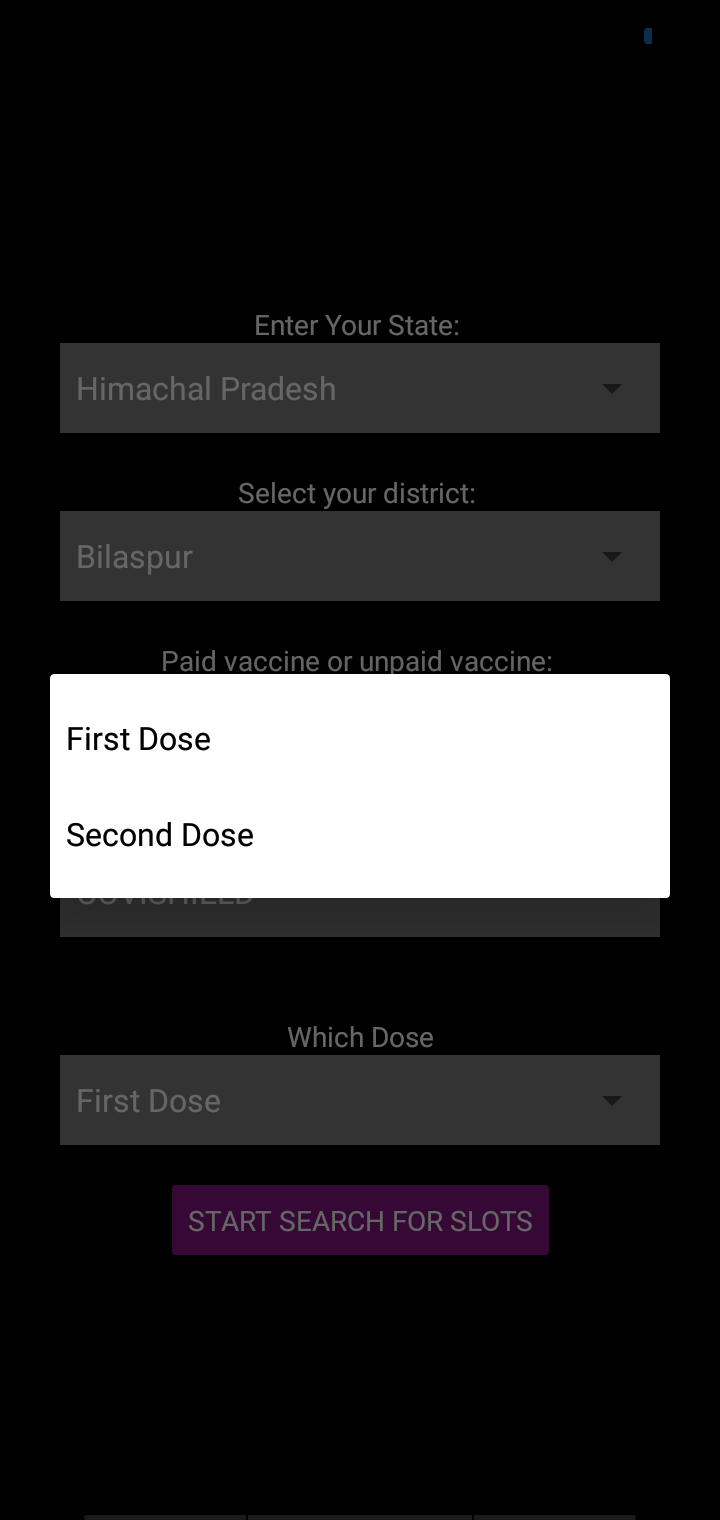 Enter Your State:
Himachal Pradesh
Select your district:
Bilaspur
Paid vaccine or unpaid vaccine:
First Dose
Second Dose
COVISHIELD
Which Dose
First Dose
START SEARCH FOR SLOTS